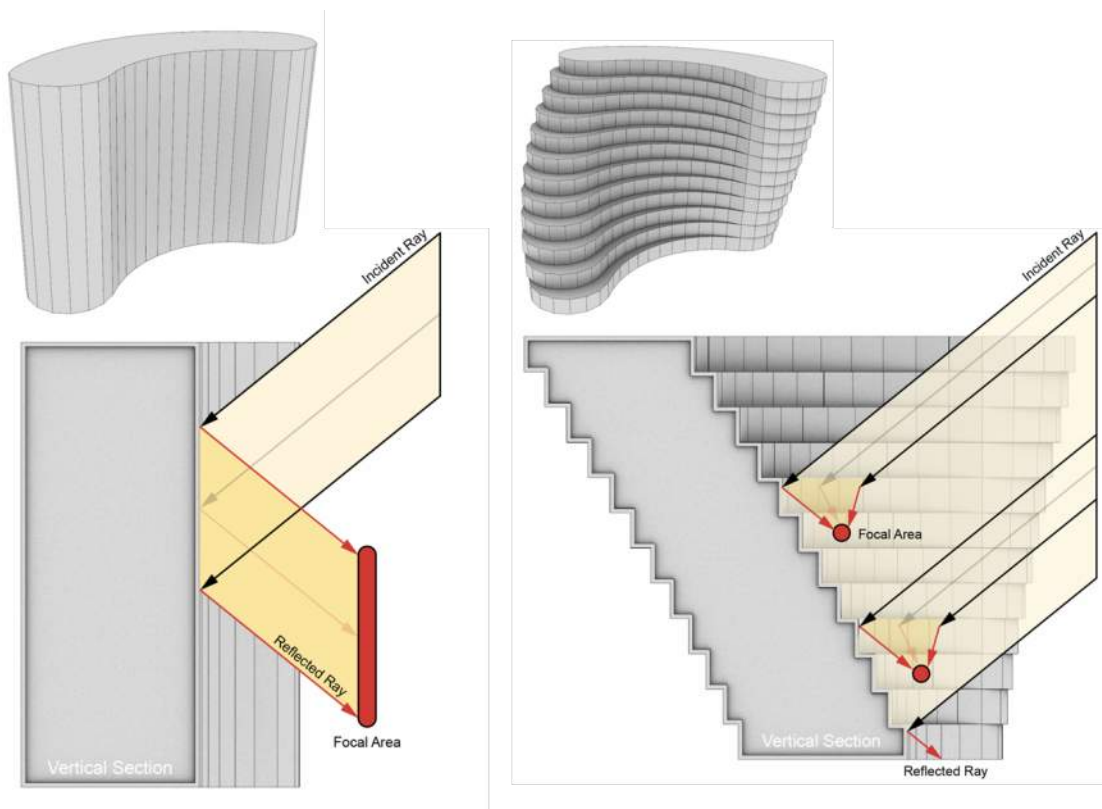 Incident Ray
Reflected Ray
Focal Area
Vertical Section
Incident Ray
Focal Area
Vertical Section
Reflected Ray